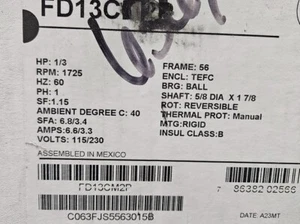 FD13CM2P
HP: 1/3
RPM: 1725
HZ: 60
PH: 1
SF:1.15
AMBIENT DEGREE C: 40
SFA: 6.8/3.4
AMPS:6.6/3.3
VOLTS: 115/230
FRAME: 56
ENCL: TEFC
BRG: BALL
SHAFT: 5/8 DIA X 1 7/8
ROT: REVERSIBLE
THERMAL PROT: Manual
MTG:RIGID
INSUL CLASS:B
ASSEMBLED IN MEXICO
FD13CM2P
C063FJS5563015B
7 86382 02566
DATE: A23MT